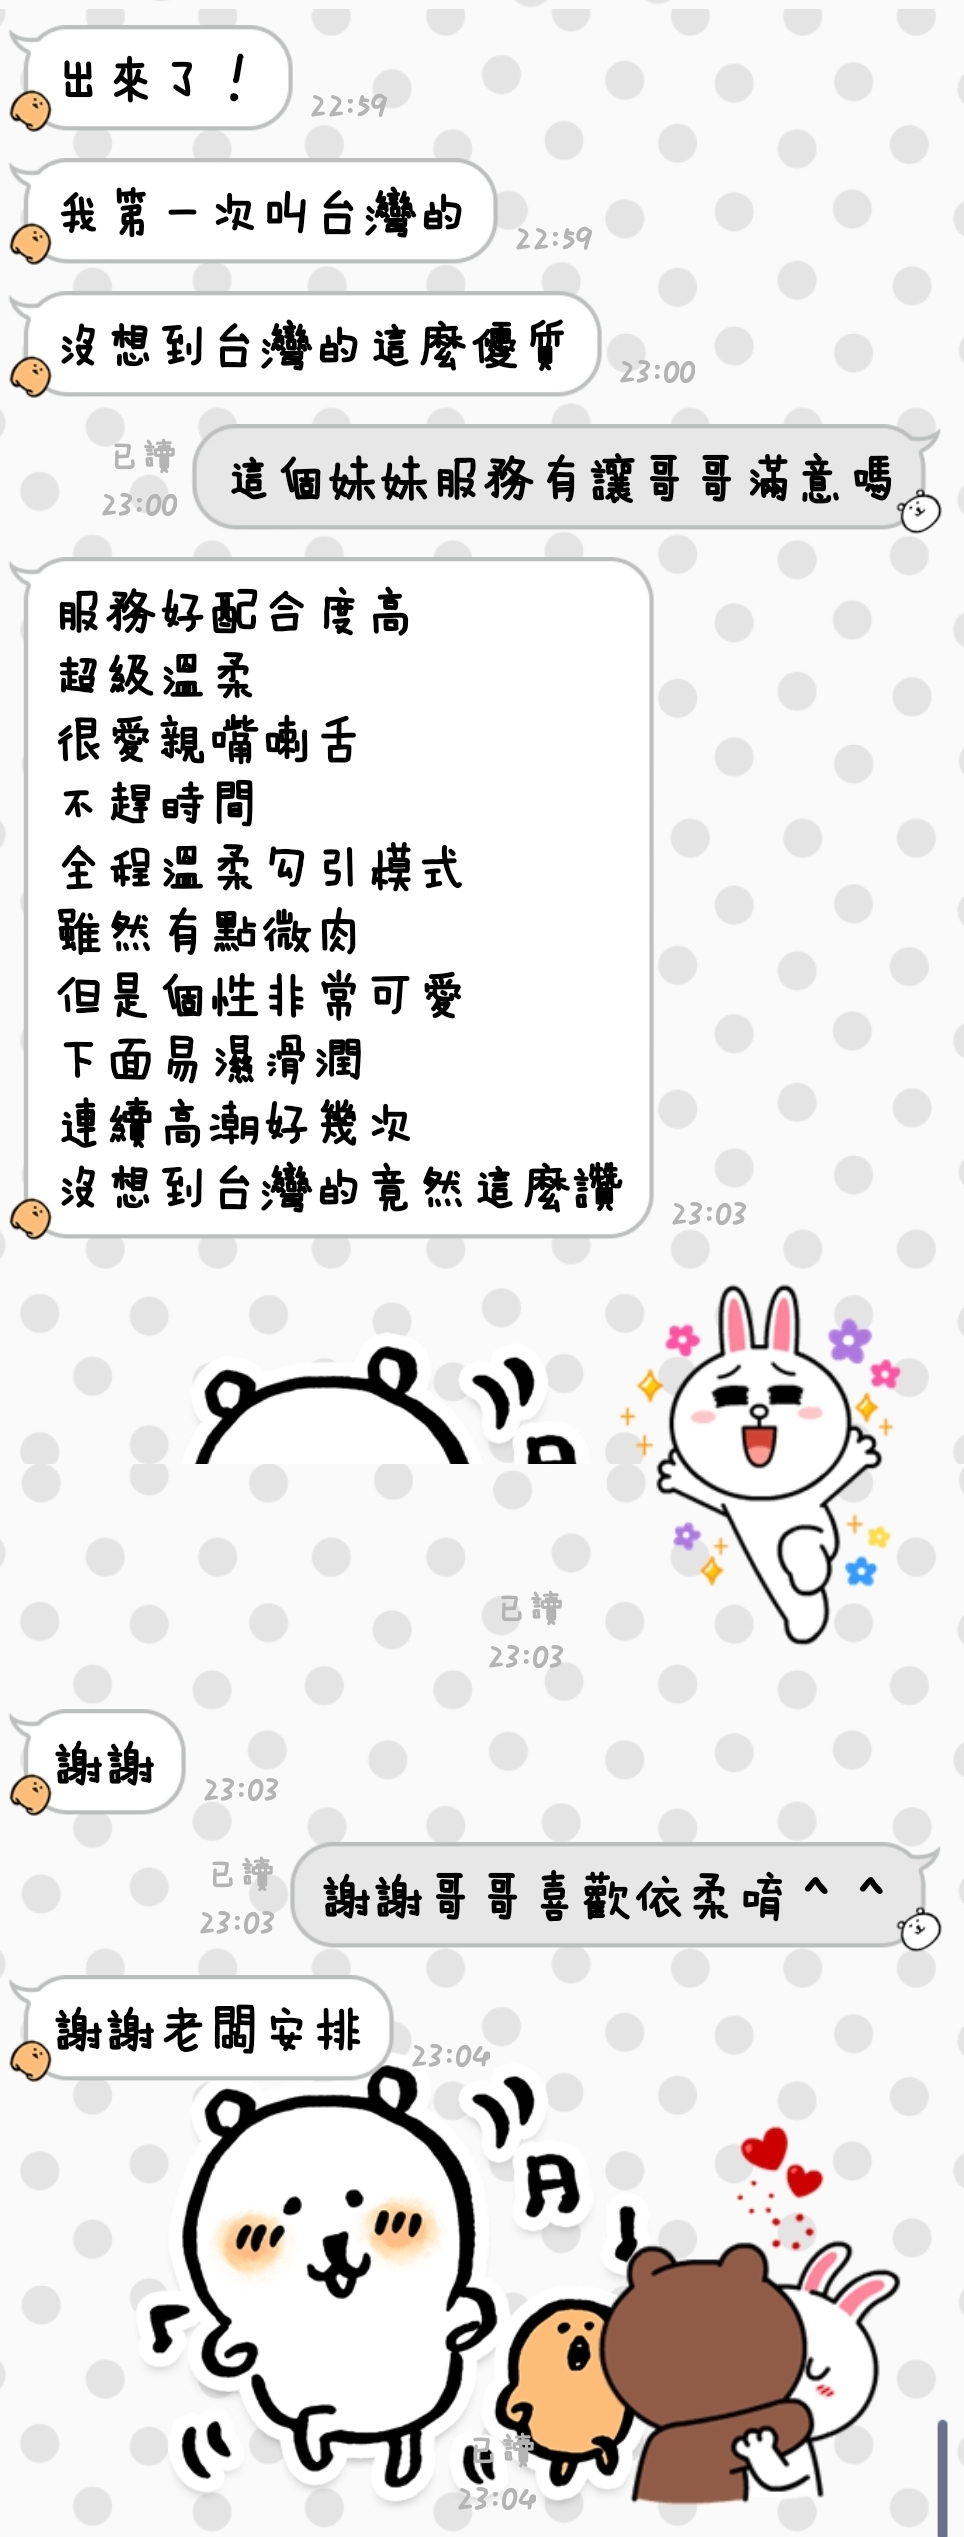 出來了！
22:59
我第一次叫台灣的
22:59
沒想到台灣的這麼優質
23:00
已讀
23:00
這個妹妹服務有讓哥哥滿意嗎
服務好配合度高
超級溫柔
很愛親嘴喇舌
不趕時間
全程溫柔勾引模式
雖然有點微肉
但是個性非常可愛
下面易濕滑潤
連續高潮好幾次
沒想到台灣的竟然這麼讚
23:03
已讀
23:03
謝謝
23:03
已讀
23:03
謝謝哥哥喜歡依柔唷^ ^
謝謝老闆安排
23:04
已讀
23:04